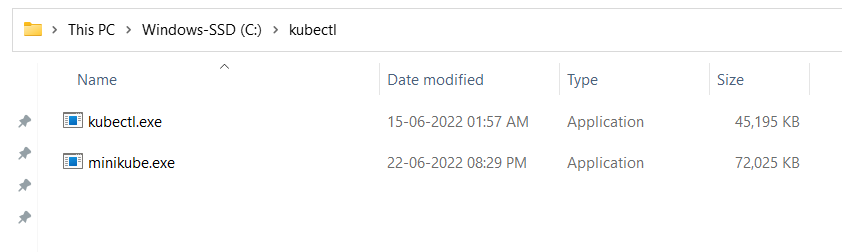 This PC > Windows-SSD (C:) > kubectl
Name Date modified Type Size
kubectl.exe 15-06-2022 01:57 AM Application 45,195 KB
minikube.exe 22-06-2022 08:29 PM Application 72,025 KB